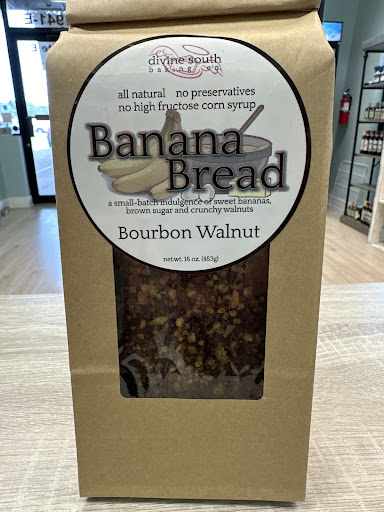 941-E
divine south
baking co
all natural no preservatives
no high fructose corn syrup
Banana
Bread
a small-batch indulgence of sweet bananas,
brown sugar and crunchy walnuts
Bourbon Walnut
net wt. 16 oz. (453g)